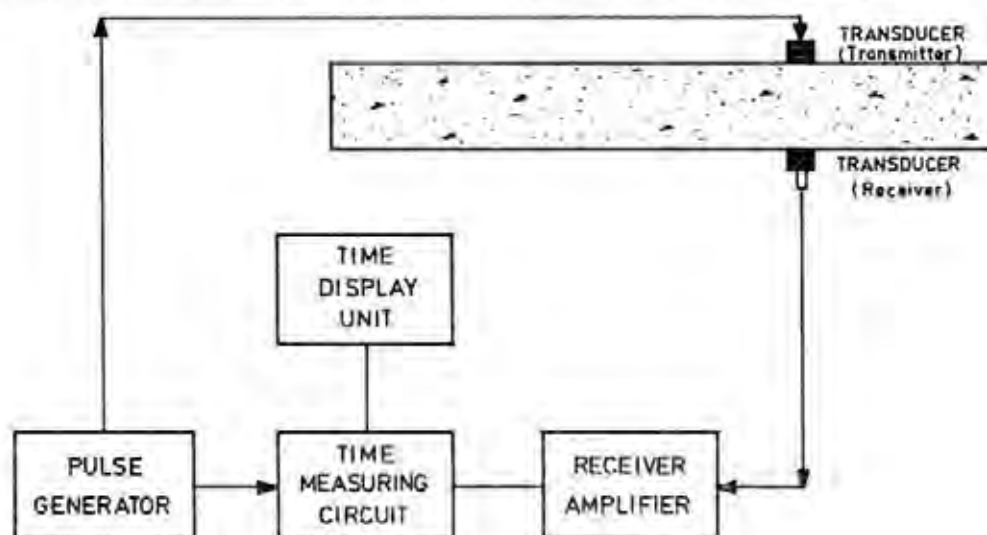 TRANSDUCER
(Transmitter)
TRANSDUCER
(Receiver)
TIME
DISPLAY
UNIT
PULSE
GENERATOR
TIME
MEASURING
CIRCUIT
RECEIVER
AMPLIFIER